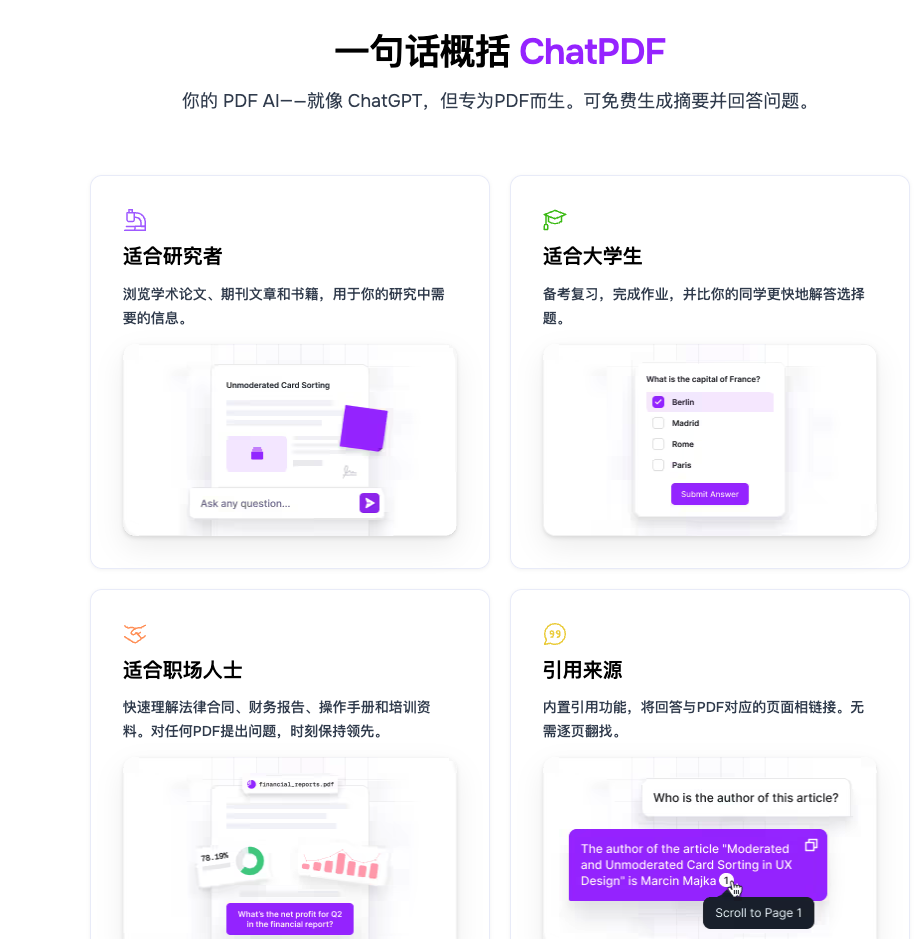 一句话概括 ChatPDF
你的 PDF AI——就像 ChatGPT，但专为PDF而生。可免费生成摘要并回答问题。
适合研究者
浏览学术论文、期刊文章和书籍，用于你的研究中需
要的信息。
Unmoderated Card Sorting
Ask any question...
适合大学生
备考复习，完成作业，并比你的同学更快地解答选择
题。
What is the capital of France?
Berlin
Madrid
Rome
Paris
Submit Answer
适合职场人士
快速理解法律合同、财务报告、操作手册和培训资
料。对任何PDF提出问题，时刻保持领先。
financial_reports.pdf
78.19%
What's the net profit for Q2
in the financial report?
引用来源
内置引用功能，将回答与PDF对应的页面相链接。无
需逐页翻找。
Who is the author of this article?
The author of the article "Moderated
and Unmoderated Card Sorting in UX
Design" is Marcin Majka 1
Scroll to Page 1